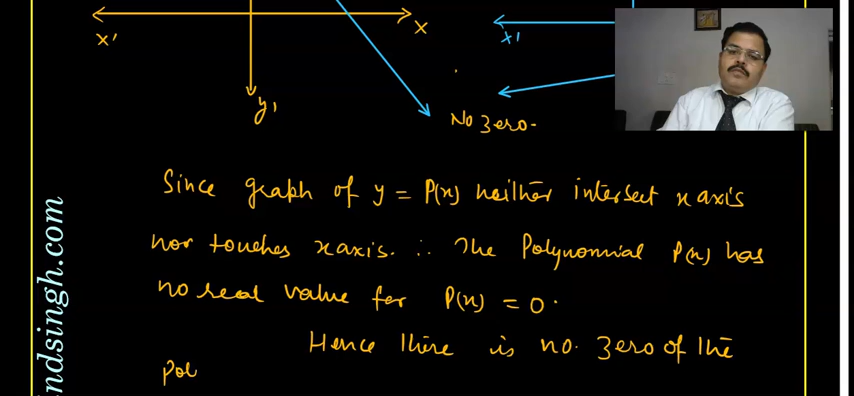 x'
x
y'
x'
No zero.
Since graph of y = P(x) neither intersect x axis
nor touches x axis. ∴ The Polynomial P(x) has
no real value for P(x) = 0.
Hence there is no. zero of the
Pol
ndsingh.com